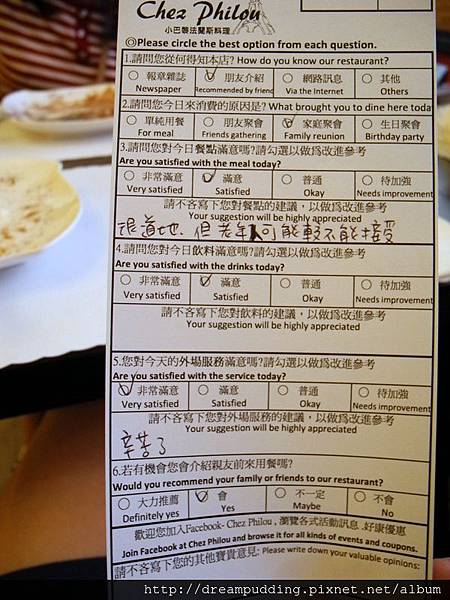 Chez Philou
小巴黎法蘭斯料理
◎Please circle the best option from each question.
1.請問您從何得知本店? How do you know our restaurant?
○ 報章雜誌 ○ 朋友介紹 ○ 網路訊息 ○ 其他
Newspaper Recommended by friend Via the Internet Others
2.請問您今日來消費的原因是? What brought you to dine here toda
○ 單純用餐 ○ 朋友聚會 ○ 家庭聚會 ○ 生日聚會
For meal Friends gathering Family reunion Birthday party
3.請問您對今日餐點滿意嗎?請勾選以做為改進參考
Are you satisfied with the meal today?
○ 非常滿意 ○ 滿意 ○ 普通 ○ 待加強
Very satisfied Satisfied Okay Needs improvement
請不客寫下您對餐點的建議，以做為改進參考
Your suggestion will be highly appreciated
很道地. 但老年人可能較不能接受
4.請問您對今日飲料滿意嗎?請勾選以做為改進參考
Are you satisfied with the drinks today?
○ 非常滿意 ○ 滿意 ○ 普通 ○ 待加強
Very satisfied Satisfied Okay Needs improvement
請不客寫下您對飲料的建議，以做為改進參考
Your suggestion will be highly appreciated
5.您對今天的外場服務滿意嗎?請勾選以做為改進參考
Are you satisfied with the service today?
○ 非常滿意 ○ 滿意 ○ 普通 ○ 待加強
Very satisfied Satisfied Okay Needs improvement
請不客寫下您對外場服務的建議，以做為改進參考
Your suggestion will be highly appreciated
辛苦了
6.若有機會您會介紹親友前來用餐嗎?
Would you recommend your family or friends to our restaurant?
○ 大力推薦 ○ 會 ○ 不一定 ○ 不會
Definitely yes Yes Maybe No
歡迎您加入Facebook- Chez Philou , 瀏覽各式活動訊息 .好康優惠
Join Facebook at Chez Philou and browse it for all kinds of events and coupons.
請不客寫下您的其他寶貴意見: Please write down your valuable opinions:
http://dreampudding.pixnet.net/album